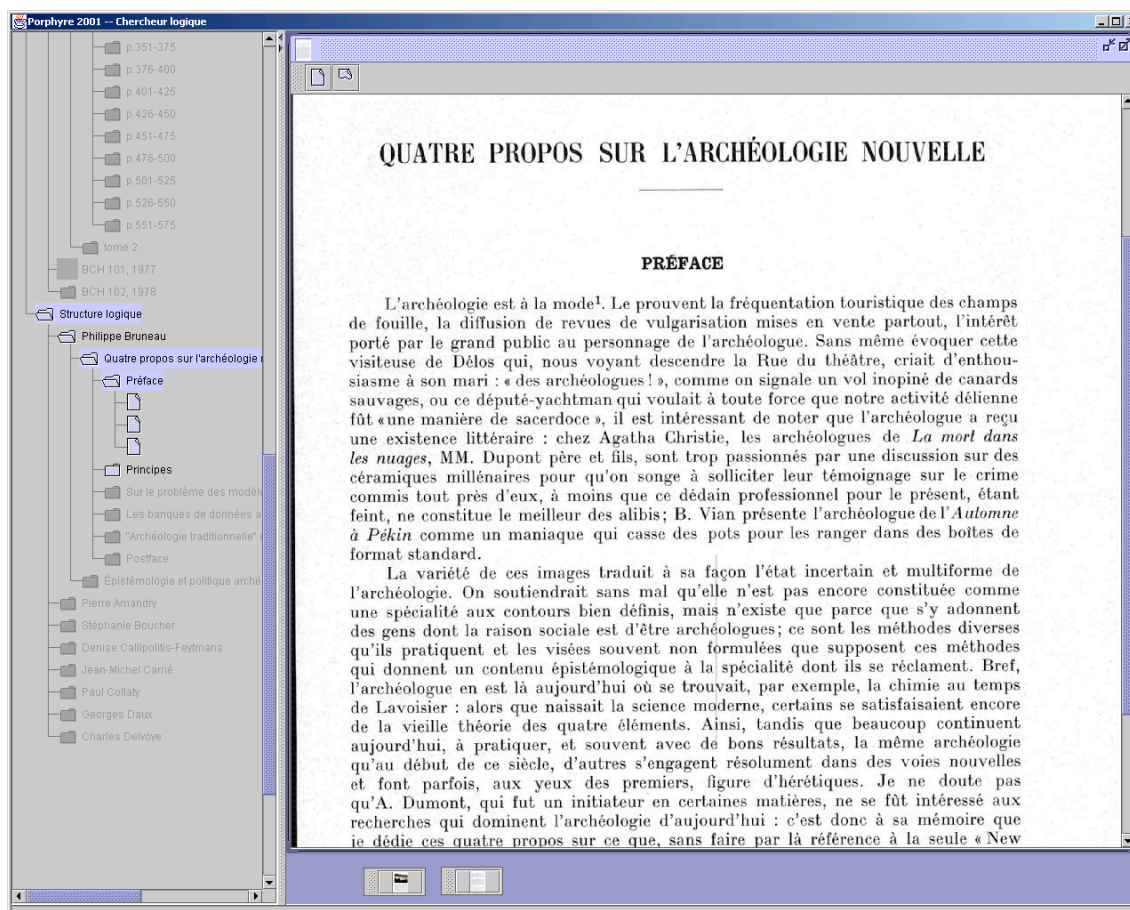 Porphyre 2001 -- Chercheur logique
p.351-375
p.376-400
p.401-425
p.426-450
p.451-475
p.476-500
p.501-525
p.526-550
p.551-575
tome 2
BCH 101, 1977
BCH 102, 1978
Structure logique
Philippe Bruneau
Quatre propos sur l'archéologie
Préface
Principes
Sur le problème des modèle
Les banques de données a
"Archéologie traditionnelle"
Postface
Épistémologie et politique arché
Pierre Amandry
Stéphanie Boucher
Denise Callipolitis-Feytmans
Jean-Michel Carrié
Paul Collaty
Georges Daux
Charles Delvoye
QUATRE PROPOS SUR L'ARCHÉOLOGIE NOUVELLE
PRÉFACE
L'archéologie est à la mode¹. Le prouvent la fréquentation touristique des champs
de fouille, la diffusion de revues de vulgarisation mises en vente partout, l'intérêt
porté par le grand public au personnage de l'archéologue. Sans même évoquer cette
visiteuse de Délos qui, nous voyant descendre la Rue du théâtre, criait d'enthou-
siasme à son mari : « des archéologues ! », comme on signale un vol inopiné de canards
sauvages, ou ce député-yachtman qui voulait à toute force que notre activité délienne
fût « une manière de sacerdoce », il est intéressant de noter que l'archéologue a reçu
une existence littéraire : chez Agatha Christie, les archéologues de La mort dans
les nuages, MM. Dupont père et fils, sont trop passionnés par une discussion sur des
céramiques millénaires pour qu'on songe à solliciter leur témoignage sur le crime
commis tout près d'eux, à moins que ce dédain professionnel pour le présent, étant
feint, ne constitue le meilleur des alibis; B. Vian présente l'archéologue de l'Automne
à Pékin comme un maniaque qui casse des pots pour les ranger dans des boîtes de
format standard.
La variété de ces images traduit à sa façon l'état incertain et multiforme de
l'archéologie. On soutiendrait sans mal qu'elle n'est pas encore constituée comme
une spécialité aux contours bien définis, mais n'existe que parce que s'y adonnent
des gens dont la raison sociale est d'être archéologues; ce sont les méthodes diverses
qu'ils pratiquent et les visées souvent non formulées que supposent ces méthodes
qui donnent un contenu épistémologique à la spécialité dont ils se réclament. Bref,
l'archéologue en est là aujourd'hui où se trouvait, par exemple, la chimie au temps
de Lavoisier : alors que naissait la science moderne, certains se satisfaisaient encore
de la vieille théorie des quatre éléments. Ainsi, tandis que beaucoup continuent
aujourd'hui, à pratiquer, et souvent avec de bons résultats, la même archéologie
qu'au début de ce siècle, d'autres s'engagent résolument dans des voies nouvelles
et font parfois, aux yeux des premiers, figure d'hérétiques. Je ne doute pas
qu'A. Dumont, qui fut un initiateur en certaines matières, ne se fût intéressé aux
recherches qui dominent l'archéologie d'aujourd'hui : c'est donc à sa mémoire que
je dédie ces quatre propos sur ce que, sans faire par là référence à la seule « New